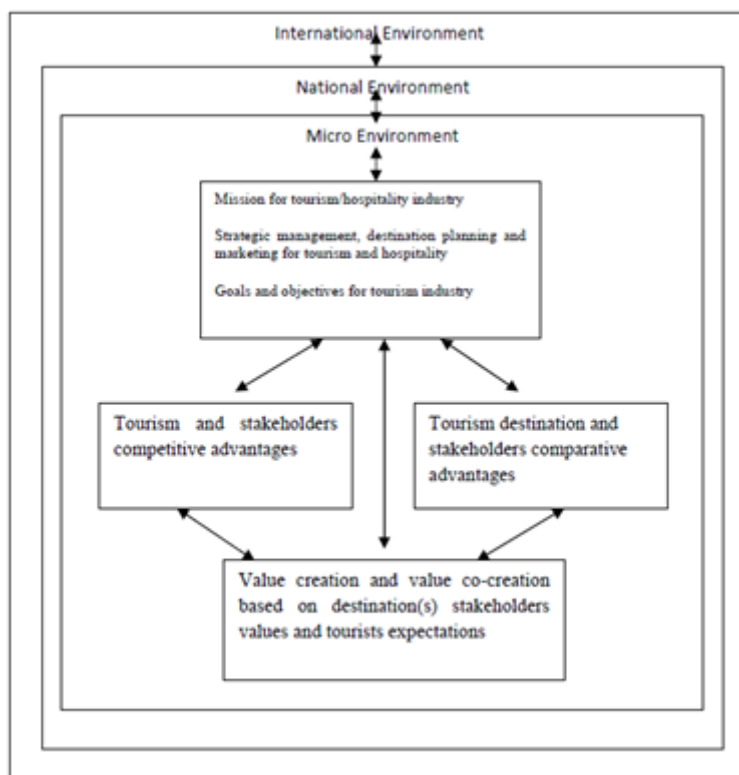 International Environment
National Environment
Micro Environment
Mission for tourism/hospitality industry
Strategic management, destination planning and
marketing for tourism and hospitality
Goals and objectives for tourism industry
Tourism and stakeholders
competitive advantages
Tourism destination and
stakeholders comparative
advantages
Value creation and value co-creation
based on destination(s) stakeholders
values and tourists expectations